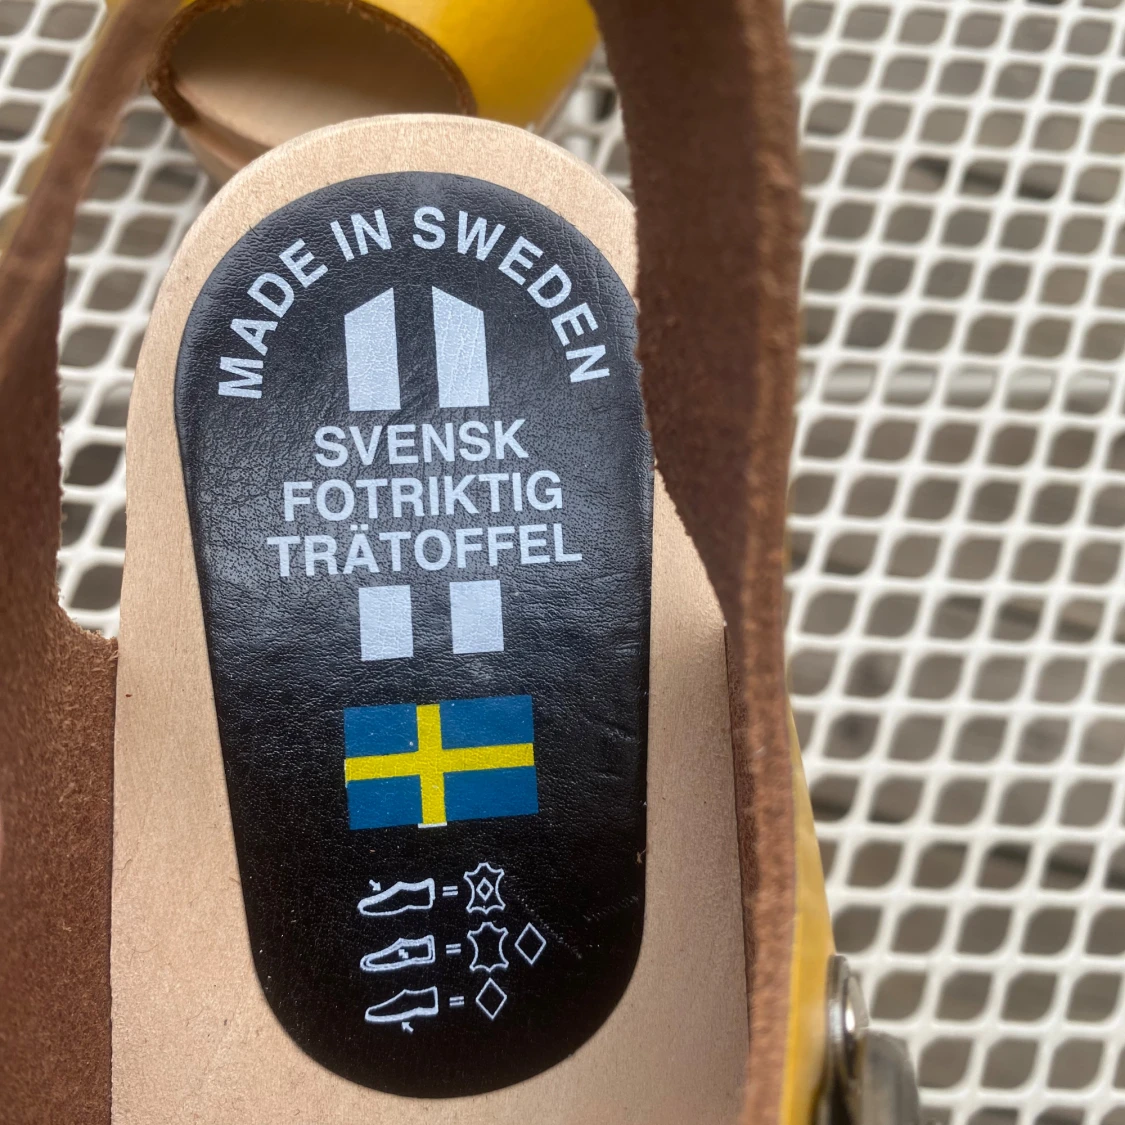 MADE IN SWEDEN
SVENSK
FOTRIKTIG
TRÄTOFFEL
=
=
=